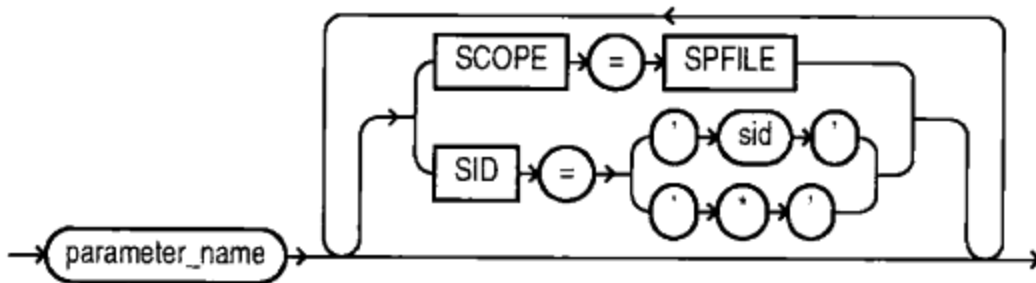 SCOPE = SPFILE
SID = ' sid '
' * '
parameter_name